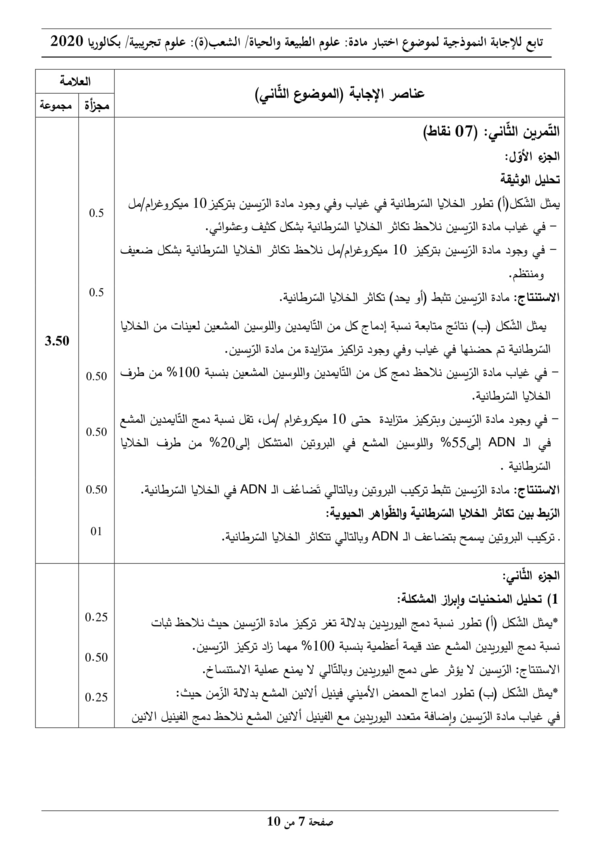 تابع للإجابة النموذجية لموضوع اختبار مادة: علوم الطبيعة والحياة/ الشعب(ة): علوم تجريبية/ بكالوريا 2020
العلامة
عناصر الإجابة (الموضوع الثّاني)
مجزأة
مجموعة
التّمرين الثّاني: (07 نقاط)
الجزء الأوّل:
تحليل الوثيقة
يمثل الشّكل(أ) تطور الخلايا السّرطانية في غياب وفي وجود مادة الرّيسين بتركيز10 ميكروغرام/مل
0.5
– في غياب مادة الرّيسين نلاحظ تكاثر الخلايا السّرطانية بشكل كثيف وعشوائي.
– في وجود مادة الرّيسين بتركيز 10 ميكروغرام/مل نلاحظ تكاثر الخلايا السّرطانية بشكل ضعيف
ومنتظم.
الاستنتاج: مادة الرّيسين تثبط (أو يحد) تكاثر الخلايا السّرطانية.
0.5
يمثل الشّكل (ب) نتائج متابعة نسبة إدماج كل من التّايمدين واللوسين المشعين لعينات من الخلايا
3.50
السّرطانية تم حضنها في غياب وفي وجود تراكيز متزايدة من مادة الرّيسين.
– في غياب مادة الرّيسين نلاحظ دمج كل من التّايمدين واللوسين المشعين بنسبة 100% من طرف
0.50
الخلايا السّرطانية.
– في وجود مادة الرّيسين وبتركيز متزايدة حتى 10 ميكروغرام /مل، تقل نسبة دمج التّايمدين المشع
0.50
في الـ ADN إلى55% واللوسين المشع في البروتين المتشكل إلى20% من طرف الخلايا
السّرطانية .
الاستنتاج: مادة الرّيسين تثبط تركيب البروتين وبالتالي تَضاعُف الـ ADN في الخلايا السّرطانية.
0.50
الرّبط بين تكاثر الخلايا السّرطانية والظّواهر الحيوية:
. تركيب البروتين يسمح بتضاعف الـ ADN وبالتالي تتكاثر الخلايا السّرطانية.
01
الجزء الثّاني:
1) تحليل المنحنيات وإبراز المشكلة:
*يمثل الشّكل (أ) تطور نسبة دمج اليوريدين بدلالة تغر تركيز مادة الرّيسين حيث نلاحظ ثبات
0.25
نسبة دمج اليوريدين المشع عند قيمة أعظمية بنسبة 100% مهما زاد تركيز الرّيسين.
الاستنتاج: الرّيسين لا يؤثر على دمج اليوريدين وبالتّالي لا يمنع عملية الاستنساخ.
0.50
*يمثل الشّكل (ب) تطور ادماج الحمض الأميني فينيل ألانين المشع بدلالة الزّمن حيث:
0.25
في غياب مادة الرّيسين وإضافة متعدد اليوريدين مع الفينيل ألانين المشع نلاحظ دمج الفينيل الانين
صفحة 7 من 10